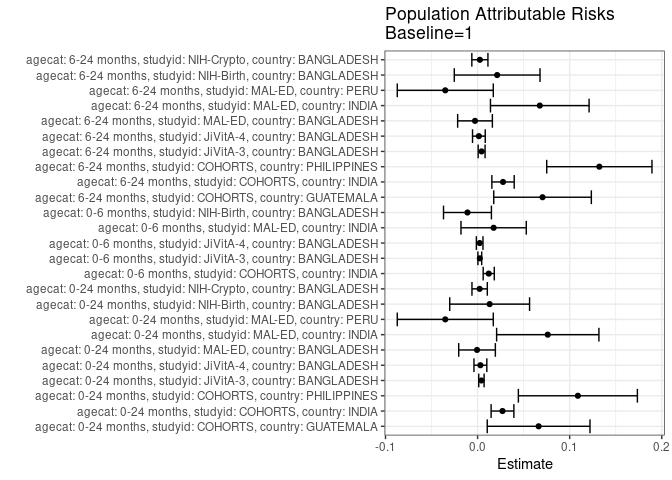 Population Attributable Risks
Baseline=1
agecat: 6-24 months, studyid: NIH-Crypto, country: BANGLADESH
agecat: 6-24 months, studyid: NIH-Birth, country: BANGLADESH
agecat: 6-24 months, studyid: MAL-ED, country: PERU
agecat: 6-24 months, studyid: MAL-ED, country: INDIA
agecat: 6-24 months, studyid: MAL-ED, country: BANGLADESH
agecat: 6-24 months, studyid: JiVitA-4, country: BANGLADESH
agecat: 6-24 months, studyid: JiVitA-3, country: BANGLADESH
agecat: 6-24 months, studyid: COHORTS, country: PHILIPPINES
agecat: 6-24 months, studyid: COHORTS, country: INDIA
agecat: 6-24 months, studyid: COHORTS, country: GUATEMALA
agecat: 0-6 months, studyid: NIH-Birth, country: BANGLADESH
agecat: 0-6 months, studyid: MAL-ED, country: INDIA
agecat: 0-6 months, studyid: JiVitA-4, country: BANGLADESH
agecat: 0-6 months, studyid: JiVitA-3, country: BANGLADESH
agecat: 0-6 months, studyid: COHORTS, country: INDIA
agecat: 0-24 months, studyid: NIH-Crypto, country: BANGLADESH
agecat: 0-24 months, studyid: NIH-Birth, country: BANGLADESH
agecat: 0-24 months, studyid: MAL-ED, country: PERU
agecat: 0-24 months, studyid: MAL-ED, country: INDIA
agecat: 0-24 months, studyid: MAL-ED, country: BANGLADESH
agecat: 0-24 months, studyid: JiVitA-4, country: BANGLADESH
agecat: 0-24 months, studyid: JiVitA-3, country: BANGLADESH
agecat: 0-24 months, studyid: COHORTS, country: PHILIPPINES
agecat: 0-24 months, studyid: COHORTS, country: INDIA
agecat: 0-24 months, studyid: COHORTS, country: GUATEMALA
-0.1 0.0 0.1 0.2
Estimate